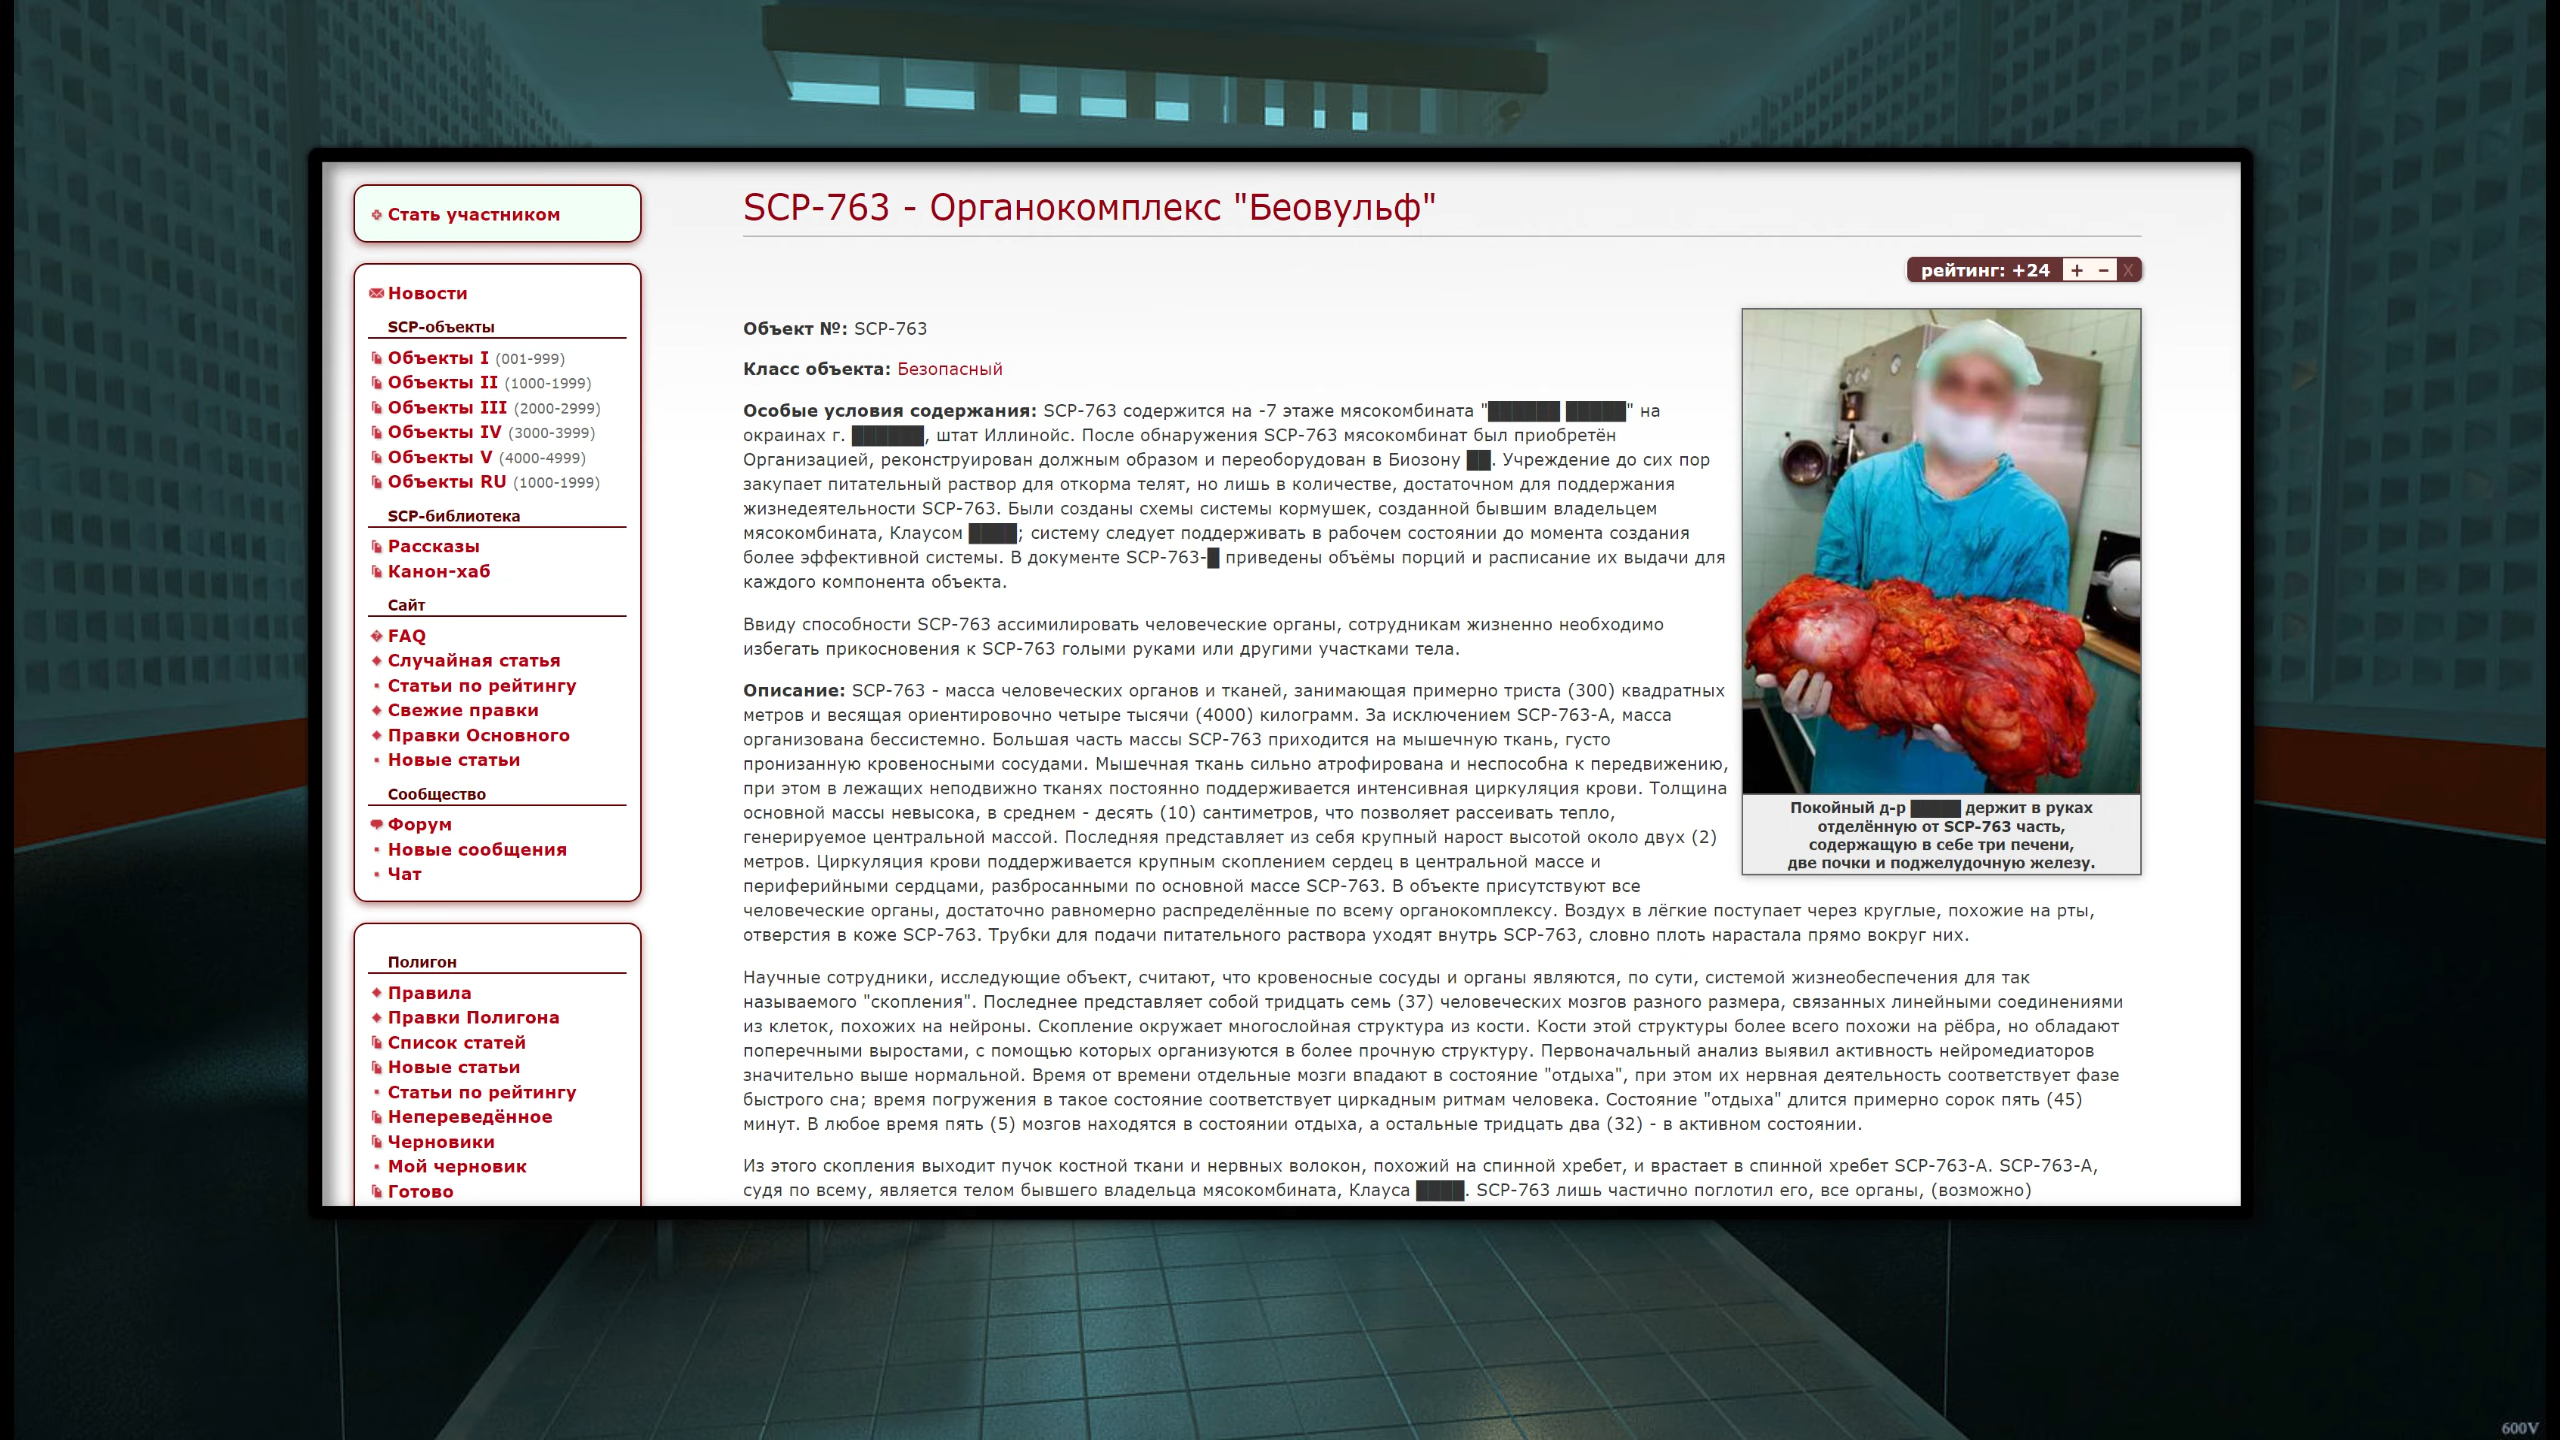 Стать участником
Новости
SCP-объекты
Объекты I (001-999)
Объекты II (1000-1999)
Объекты III (2000-2999)
Объекты IV (3000-3999)
Объекты V (4000-4999)
Объекты RU (1000-1999)
SCP-библиотека
Рассказы
Канон-хаб
Сайт
FAQ
Случайная статья
Статьи по рейтингу
Свежие правки
Правки Основного
Новые статьи
Сообщество
Форум
Новые сообщения
Чат
Полигон
Правила
Правки Полигона
Список статей
Новые статьи
Статьи по рейтингу
Непереведённое
Черновики
Мой черновик
Готово
SCP-763 - Органокомплекс "Беовульф"
рейтинг: +24 + − X
Объект №: SCP-763
Класс объекта: Безопасный
Особые условия содержания: SCP-763 содержится на -7 этаже мясокомбината "██████ █████" на
окраинах г. ██████, штат Иллинойс. После обнаружения SCP-763 мясокомбинат был приобретён
Организацией, реконструирован должным образом и переоборудован в Биозону ██. Учреждение до сих пор
закупает питательный раствор для откорма телят, но лишь в количестве, достаточном для поддержания
жизнедеятельности SCP-763. Были созданы схемы системы кормушек, созданной бывшим владельцем
мясокомбината, Клаусом ████; систему следует поддерживать в рабочем состоянии до момента создания
более эффективной системы. В документе SCP-763-█ приведены объёмы порций и расписание их выдачи для
каждого компонента объекта.
Ввиду способности SCP-763 ассимилировать человеческие органы, сотрудникам жизненно необходимо
избегать прикосновения к SCP-763 голыми руками или другими участками тела.
Описание: SCP-763 - масса человеческих органов и тканей, занимающая примерно триста (300) квадратных
метров и весящая ориентировочно четыре тысячи (4000) килограмм. За исключением SCP-763-А, масса
организована бессистемно. Большая часть массы SCP-763 приходится на мышечную ткань, густо
пронизанную кровеносными сосудами. Мышечная ткань сильно атрофирована и неспособна к передвижению,
при этом в лежащих неподвижно тканях постоянно поддерживается интенсивная циркуляция крови. Толщина
основной массы невысока, в среднем - десять (10) сантиметров, что позволяет рассеивать тепло,
генерируемое центральной массой. Последняя представляет из себя крупный нарост высотой около двух (2)
метров. Циркуляция крови поддерживается крупным скоплением сердец в центральной массе и
периферийными сердцами, разбросанными по основной массе SCP-763. В объекте присутствуют все
человеческие органы, достаточно равномерно распределённые по всему органокомплексу. Воздух в лёгкие поступает через круглые, похожие на рты,
отверстия в коже SCP-763. Трубки для подачи питательного раствора уходят внутрь SCP-763, словно плоть нарастала прямо вокруг них.
Покойный д-р ████ держит в руках
отделённую от SCP-763 часть,
содержащую в себе три печени,
две почки и поджелудочную железу.
Научные сотрудники, исследующие объект, считают, что кровеносные сосуды и органы являются, по сути, системой жизнеобеспечения для так
называемого "скопления". Последнее представляет собой тридцать семь (37) человеческих мозгов разного размера, связанных линейными соединениями
из клеток, похожих на нейроны. Скопление окружает многослойная структура из кости. Кости этой структуры более всего похожи на рёбра, но обладают
поперечными выростами, с помощью которых организуются в более прочную структуру. Первоначальный анализ выявил активность нейромедиаторов
значительно выше нормальной. Время от времени отдельные мозги впадают в состояние "отдыха", при этом их нервная деятельность соответствует фазе
быстрого сна; время погружения в такое состояние соответствует циркадным ритмам человека. Состояние "отдыха" длится примерно сорок пять (45)
минут. В любое время пять (5) мозгов находятся в состоянии отдыха, а остальные тридцать два (32) - в активном состоянии.
Из этого скопления выходит пучок костной ткани и нервных волокон, похожий на спинной хребет, и врастает в спинной хребет SCP-763-А. SCP-763-А,
судя по всему, является телом бывшего владельца мясокомбината, Клауса ████. SCP-763 лишь частично поглотил его, все органы, (возможно)
600V